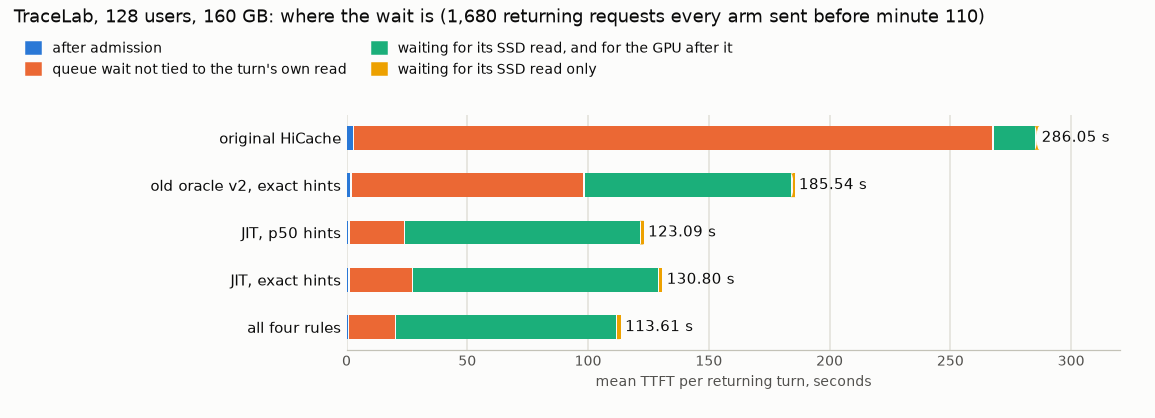 TraceLab, 128 users, 160 GB: where the wait is (1,680 returning requests every arm sent before minute 110)
after admission
queue wait not tied to the turn's own read
waiting for its SSD read, and for the GPU after it
waiting for its SSD read only
original HiCache 286.05 s
old oracle v2, exact hints 185.54 s
JIT, p50 hints 123.09 s
JIT, exact hints 130.80 s
all four rules 113.61 s
0 50 100 150 200 250 300
mean TTFT per returning turn, seconds